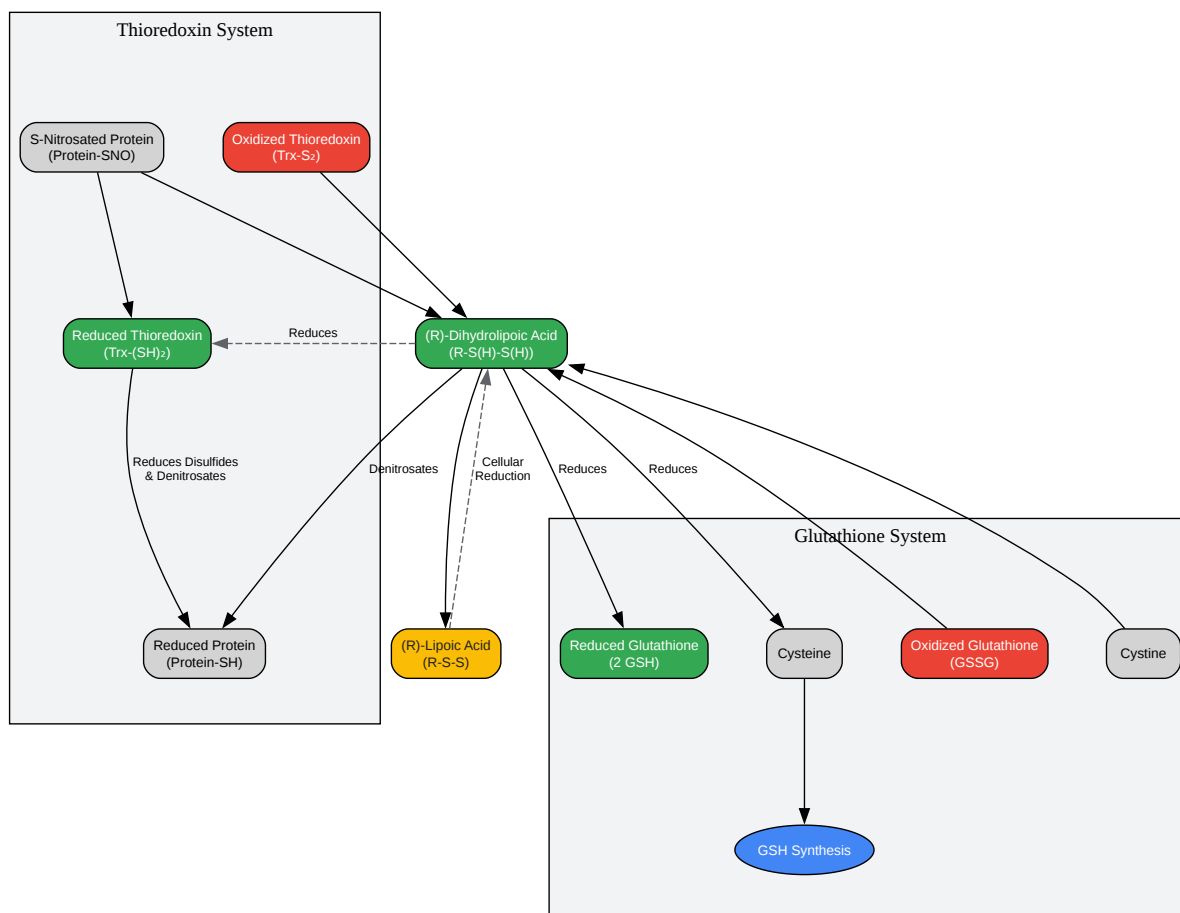 Thioredoxin System
S-Nitrosated Protein
(Protein-SNO)
Oxidized Thioredoxin
(Trx-S₂)
Reduced Thioredoxin
(Trx-(SH)₂)
Reduces
(R)-Dihydrolipoic Acid
(R-S(H)-S(H))
Reduces Disulfides
& Denitrosates
Denitrosates
Cellular
Reduction
Reduces
Reduces
Glutathione System
Reduced Protein
(Protein-SH)
(R)-Lipoic Acid
(R-S-S)
Reduced Glutathione
(2 GSH)
Cysteine
Oxidized Glutathione
(GSSG)
Cystine
GSH Synthesis